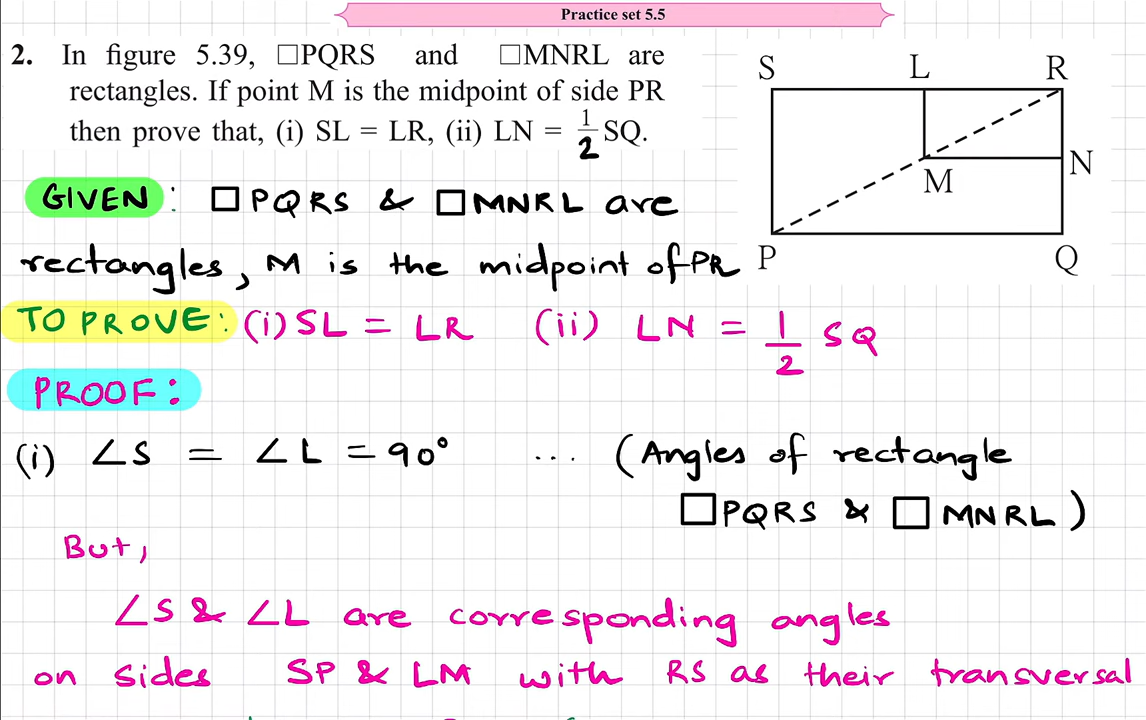 Practice set 5.5
2. In figure 5.39, □PQRS and □MNRL are
rectangles. If point M is the midpoint of side PR
then prove that, (i) SL = LR, (ii) LN = 1/2 SQ.
S L R
M N
P Q
GIVEN: □PQRS & □MNRL are
rectangles, M is the midpoint of PR
TO PROVE: (i) SL = LR (ii) LN = 1/2 SQ
PROOF:
(i) ∠S = ∠L = 90° ... (Angles of rectangle
□PQRS & □MNRL)
But,
∠S & ∠L are corresponding angles
on sides SP & LM with RS as their transversal